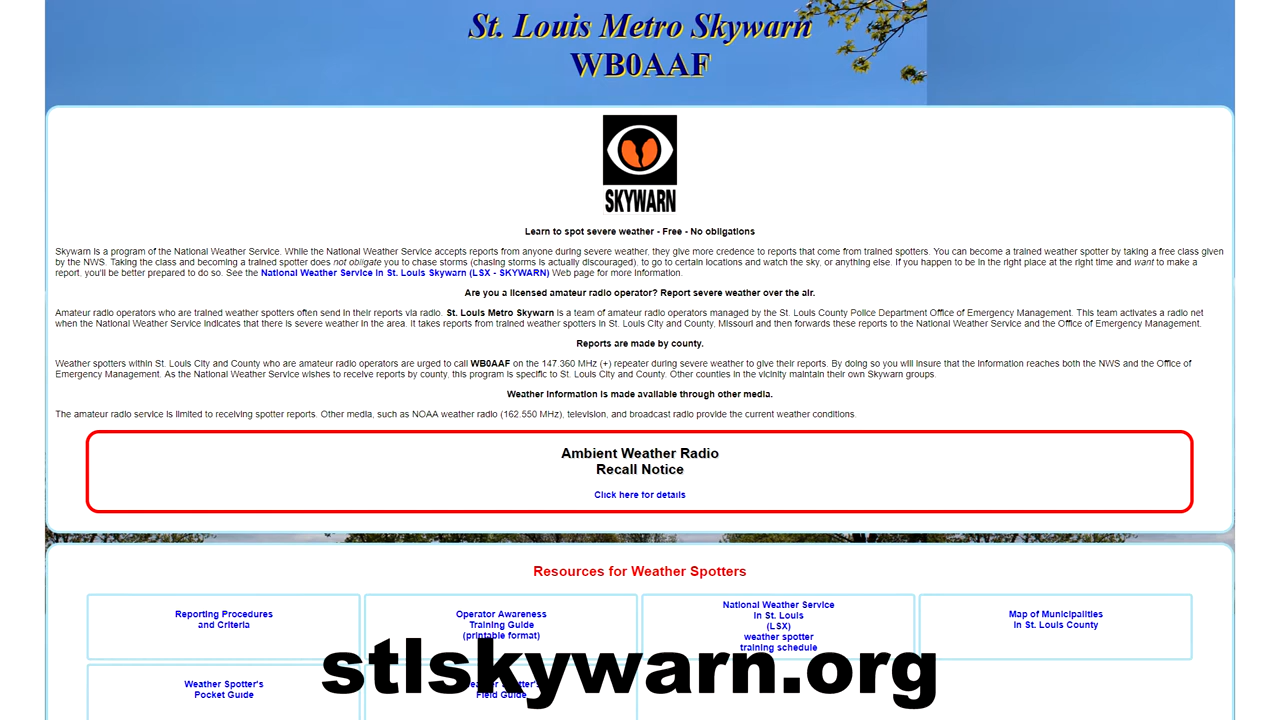 St. Louis Metro Skywarn
WB0AAF
SKYWARN
Learn to spot severe weather - Free - No obligations
Skywarn is a program of the National Weather Service. While the National Weather Service accepts reports from anyone during severe weather, they give more credence to reports that come from trained spotters. You can become a trained weather spotter by taking a free class given
by the NWS. Taking the class and becoming a trained spotter does not obligate you to chase storms (chasing storms is actually discouraged), to go to certain locations and watch the sky, or anything else. If you happen to be in the right place at the right time and want to make a
report, you'll be better prepared to do so. See the National Weather Service in St. Louis Skywarn (LSX - SKYWARN) Web page for more information.
Are you a licensed amateur radio operator? Report severe weather over the air.
Amateur radio operators who are trained weather spotters often send in their reports via radio. St. Louis Metro Skywarn is a team of amateur radio operators managed by the St. Louis County Police Department Office of Emergency Management. This team activates a radio net
when the National Weather Service indicates that there is severe weather in the area. It takes reports from trained weather spotters in St. Louis City and County, Missouri and then forwards these reports to the National Weather Service and the Office of Emergency Management.
Reports are made by county.
Weather spotters within St. Louis City and County who are amateur radio operators are urged to call WB0AAF on the 147.360 MHz (+) repeater during severe weather to give their reports. By doing so you will insure that the information reaches both the NWS and the Office of
Emergency Management. As the National Weather Service wishes to receive reports by county, this program is specific to St. Louis City and County. Other counties in the vicinity maintain their own Skywarn groups.
Weather Information is made available through other media.
The amateur radio service is limited to receiving spotter reports. Other media, such as NOAA weather radio (162.550 MHz), television, and broadcast radio provide the current weather conditions.
Ambient Weather Radio
Recall Notice
Click here for details
Resources for Weather Spotters
Reporting Procedures
and Criteria
Operator Awareness
Training Guide
(printable format)
National Weather Service
in St. Louis
(LSX)
weather spotter
training schedule
Map of Municipalities
in St. Louis County
Weather Spotter's
Pocket Guide
Weather Spotter's
Field Guide
stlskywarn.org